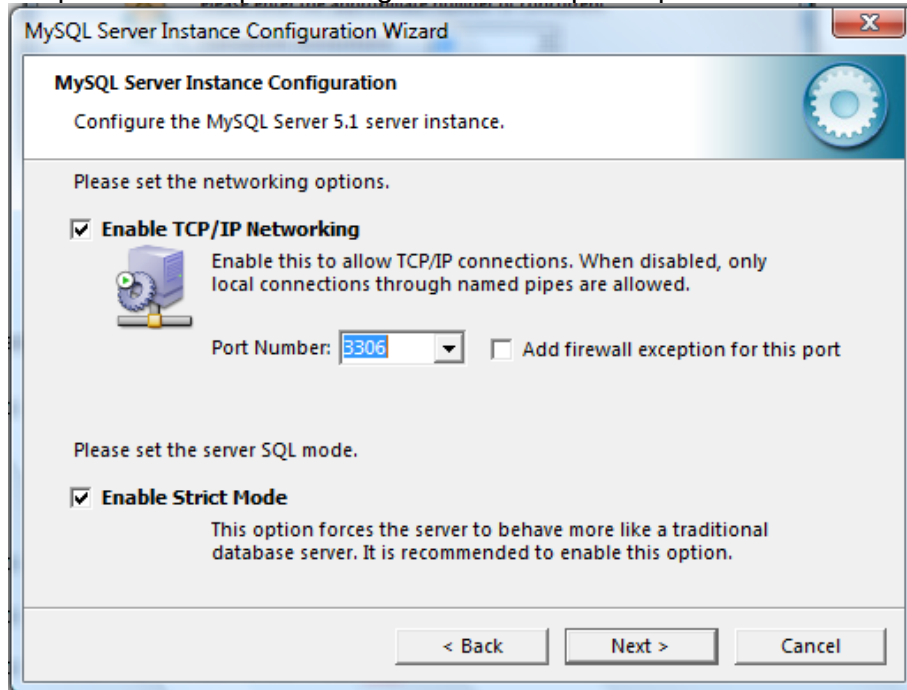 MySQL Server Instance Configuration Wizard
MySQL Server Instance Configuration
Configure the MySQL Server 5.1 server instance.
Please set the networking options.
Enable TCP/IP Networking
Enable this to allow TCP/IP connections. When disabled, only
local connections through named pipes are allowed.
Port Number: 3306 Add firewall exception for this port
Please set the server SQL mode.
Enable Strict Mode
This option forces the server to behave more like a traditional
database server. It is recommended to enable this option.
< Back Next > Cancel